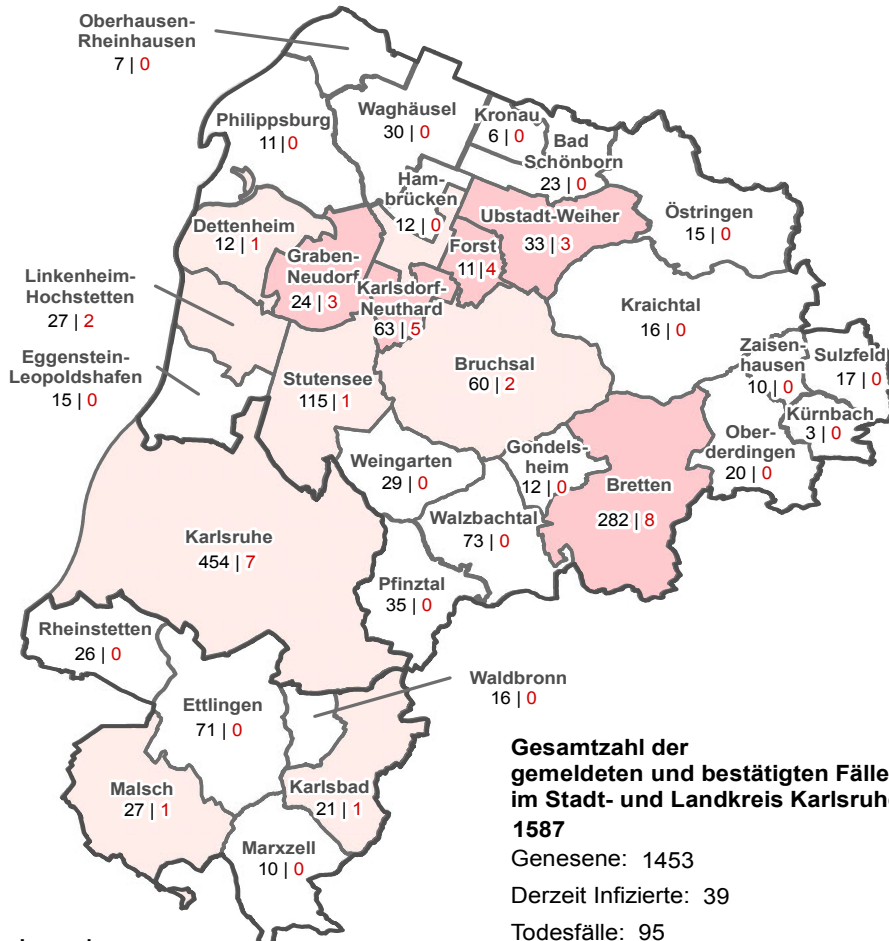 Oberhausen-
Rheinhausen
7 | 0
Philippsburg
11|0
Waghäusel
30 | 0
Kronau
6 | 0
Bad
Schönborn
23 | 0
Ham-
brücken
12 | 0
Ubstadt-Weiher
33 | 3
Östringen
15 | 0
Dettenheim
12 | 1
Graben-
Neudorf
24 | 3
Forst
11 | 4
Karlsdorf-
Neuthard
63 | 5
Linkenheim-
Hochstetten
27 | 2
Kraichtal
16 | 0
Eggenstein-
Leopoldshafen
15 | 0
Stutensee
115 | 1
Bruchsal
60 | 2
Zaisen-
hausen
10 | 0
Sulzfeld
17 | 0
Kürnbach
3 | 0
Ober-
derdingen
20 | 0
Weingarten
29 | 0
Gondels-
heim
12 | 0
Bretten
282 | 8
Walzbachtal
73 | 0
Karlsruhe
454 | 7
Pfinztal
35 | 0
Rheinstetten
26 | 0
Waldbronn
16 | 0
Ettlingen
71 | 0
Malsch
27 | 1
Karlsbad
21 | 1
Marxzell
10 | 0
Gesamtzahl der
gemeldeten und bestätigten Fälle
im Stadt- und Landkreis Karlsruhe
1587
Genesene: 1453
Derzeit Infizierte: 39
Todesfälle: 95